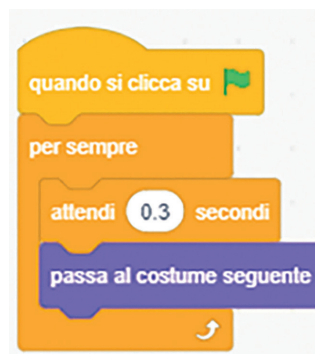 quando si clicca su
per sempre
attendi 0.3 secondi
passa al costume seguente